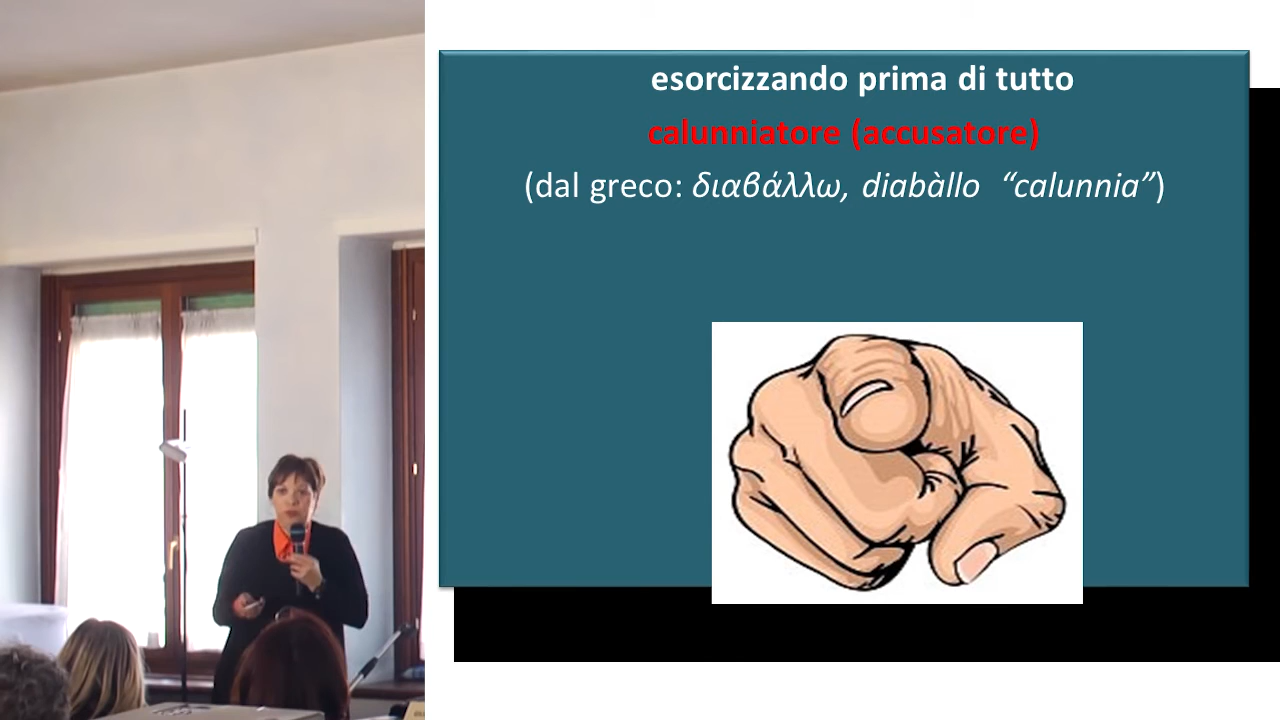 esorcizzando prima di tutto
calunniatore (accusatore)
(dal greco: διαβάλλω, diabàllo “calunnia”)